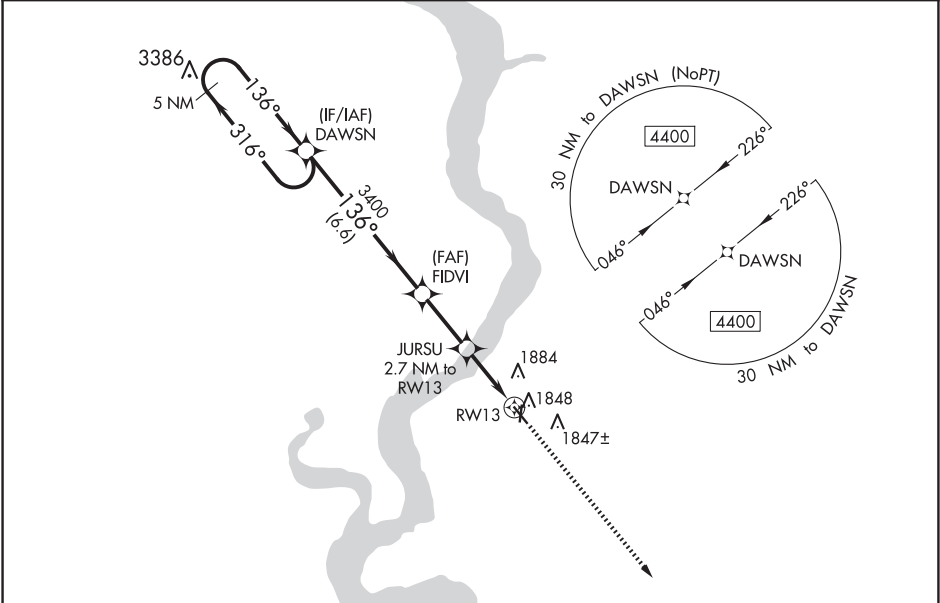 3386
5 NM
136°
316°
(IF/IAF)
DAWSN
3400
136°
(6.6)
(FAF)
FIDVI
JURSU
2.7 NM to
RW13
RW13
1884
1848
1847±
30 NM to DAWSN (NoPT)
4400
226°
DAWSN
046°
226°
DAWSN
046°
4400
30 NM to DAWSN